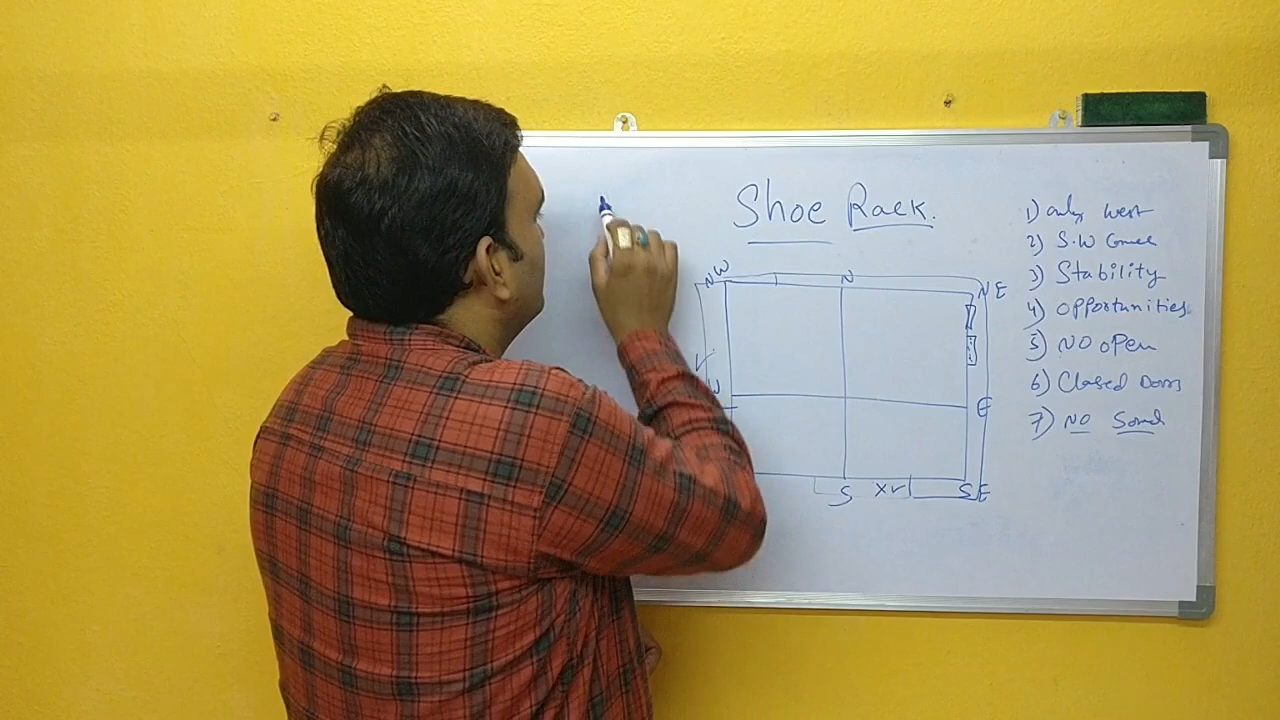 Shoe Rack.
NW N NE
W E
S XV SE
1) only west
2) S.W Corner
3) Stability
4) opportunities
5) NO open
6) Closed Doors
7) NO Sound